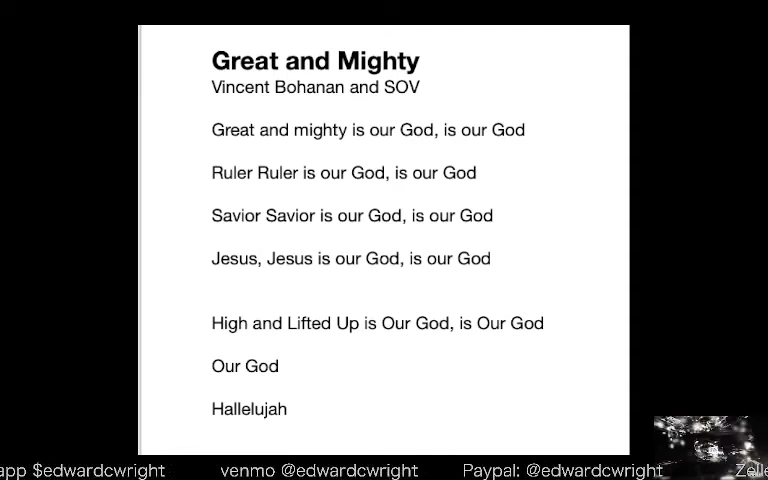 Great and Mighty
Vincent Bohanan and SOV
Great and mighty is our God, is our God
Ruler Ruler is our God, is our God
Savior Savior is our God, is our God
Jesus, Jesus is our God, is our God
High and Lifted Up is Our God, is Our God
Our God
Hallelujah
app $edwardcwright venmo @edwardcwright Paypal: @edwardcwright Zelle